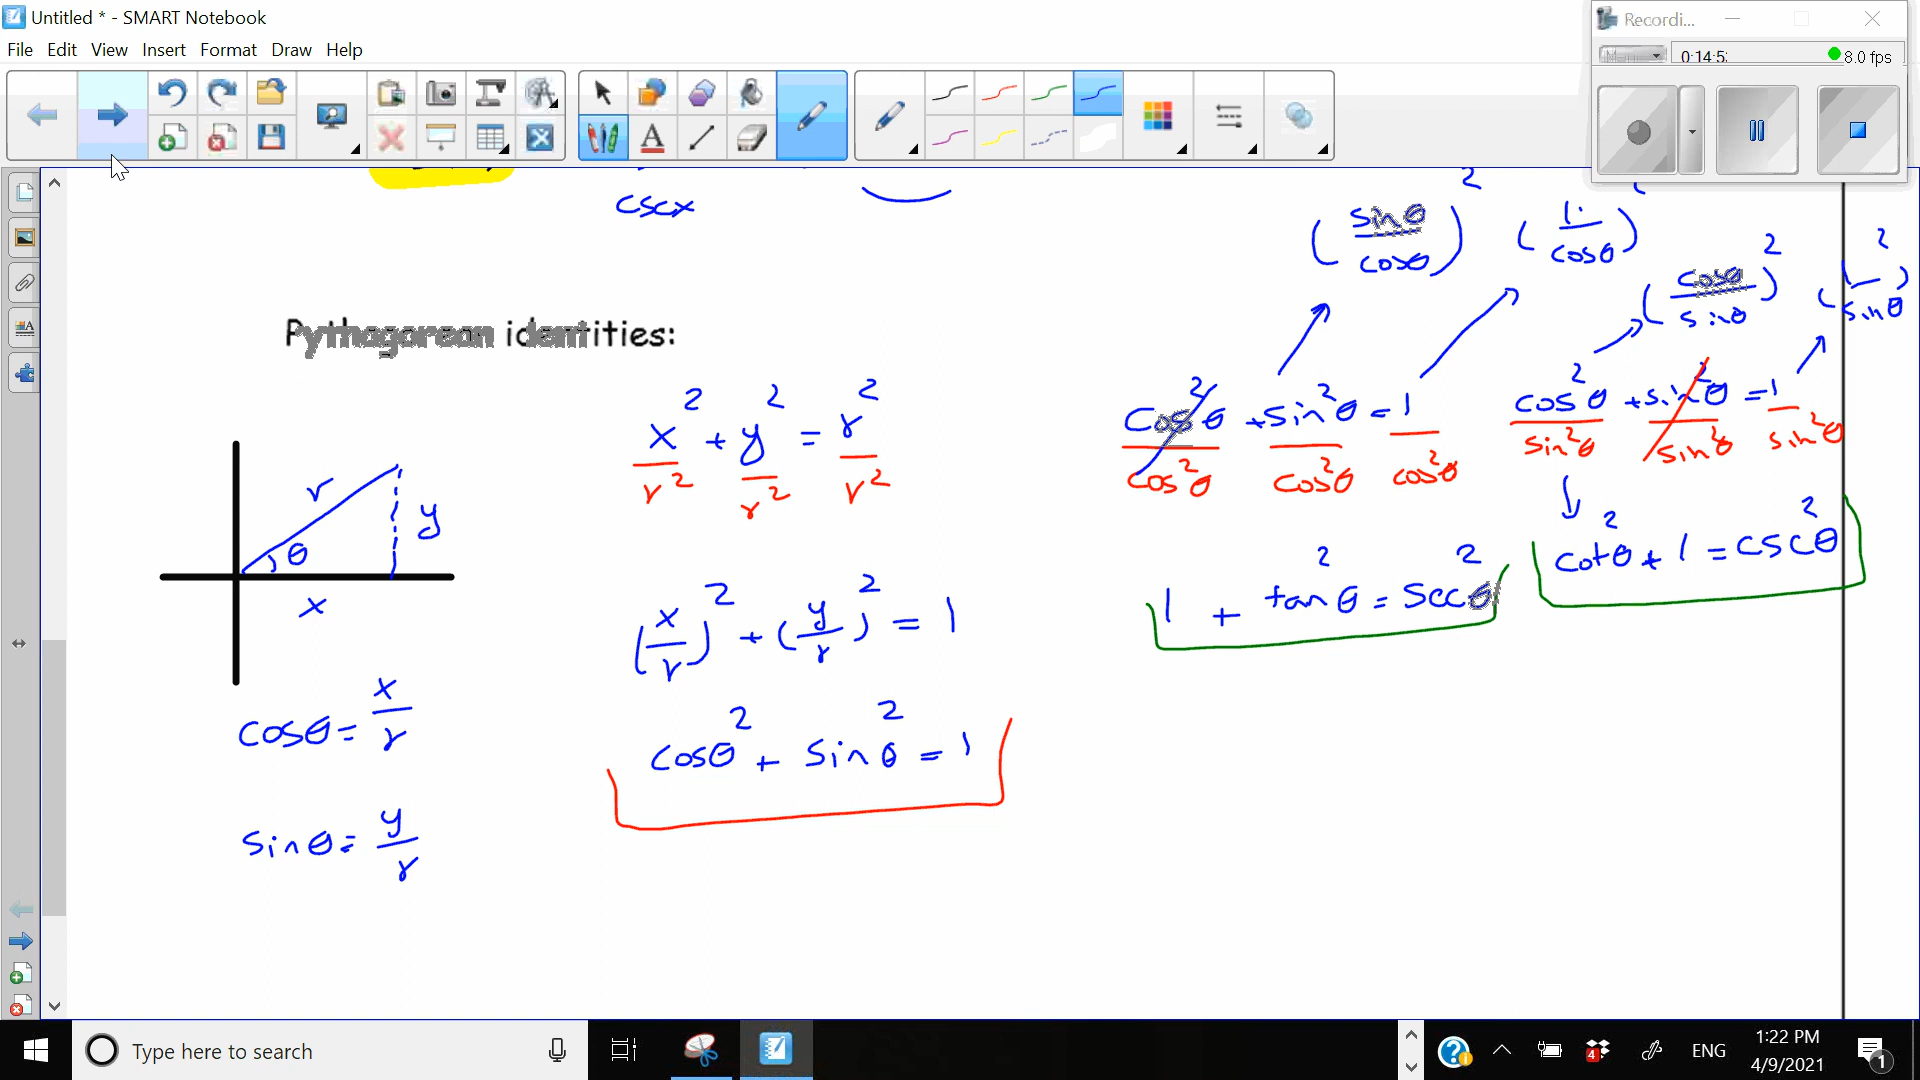 Untitled * - SMART Notebook
File Edit View Insert Format Draw Help
Recordi...
0:14:5
8.0 fps
cscx
(sinθ/cosθ)²
(1/cosθ)²
(cosθ/sinθ)²
( /sinθ)²
Pythagorean identities:
x² + y² = r²
r² r² r²
cos²θ + sin²θ = 1
cos²θ cos²θ cos²θ
cos²θ + sin²θ = 1
sin²θ sin²θ sin²θ
r
y
θ
x
(x/r)² + (y/r)² = 1
1 + tan²θ = sec²θ
cot²θ + 1 = csc²θ
cosθ = x/r
cosθ² + sinθ² = 1
sinθ = y/r
Type here to search
4
ENG
1:22 PM
4/9/2021
1